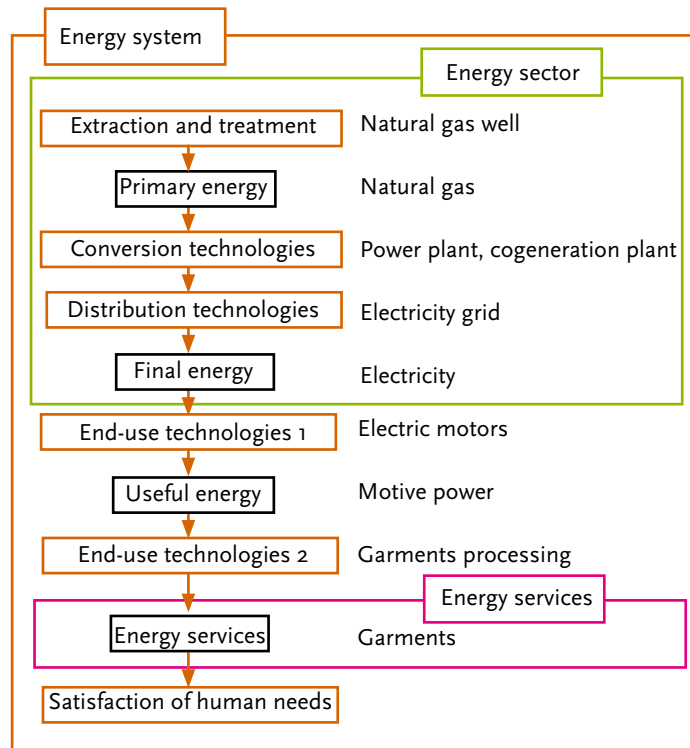 Energy system
Energy sector
Extraction and treatment Natural gas well
Primary energy Natural gas
Conversion technologies Power plant, cogeneration plant
Distribution technologies Electricity grid
Final energy Electricity
End-use technologies 1 Electric motors
Useful energy Motive power
End-use technologies 2 Garments processing
Energy services
Energy services Garments
Satisfaction of human needs